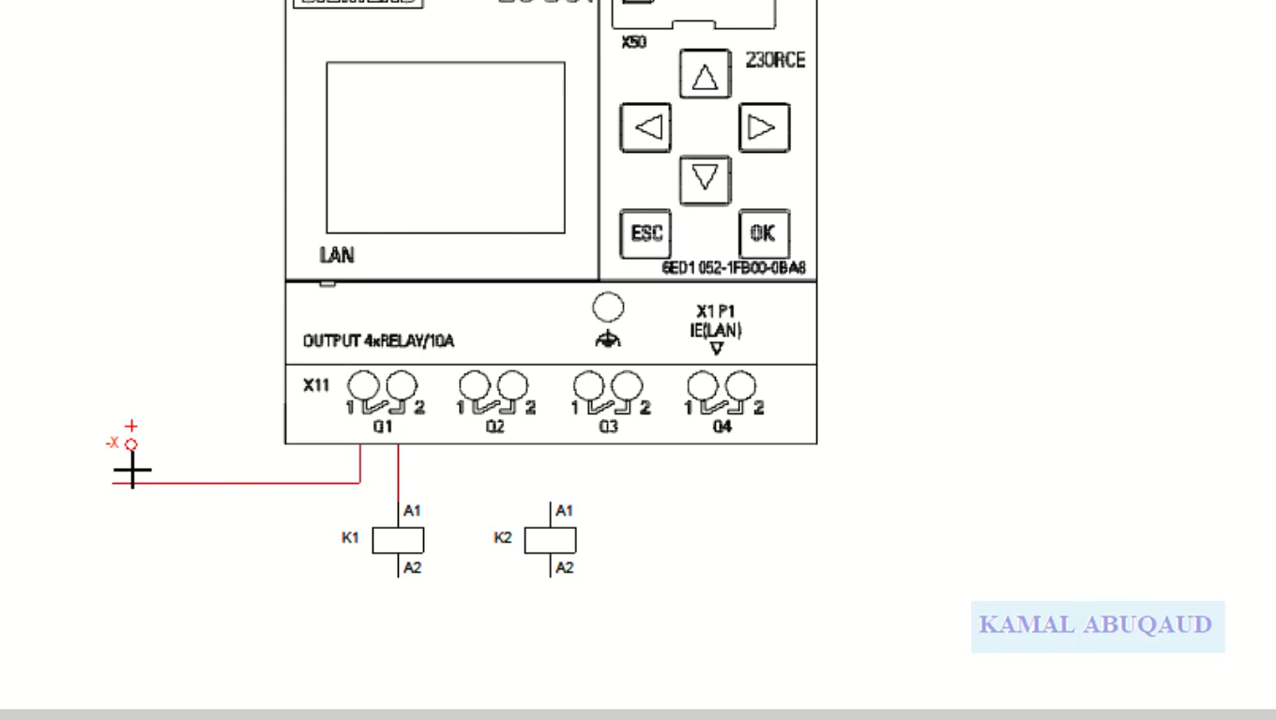 X50
230RCE
ESC
OK
LAN
6ED1 052-1FB00-0BA8
X1 P1
IE(LAN)
OUTPUT 4xRELAY/10A
X11
1 2 1 2 1 2 1 2
Q1 Q2 Q3 Q4
+
-X
A1 A1
K1 K2
A2 A2
KAMAL ABUQAUD